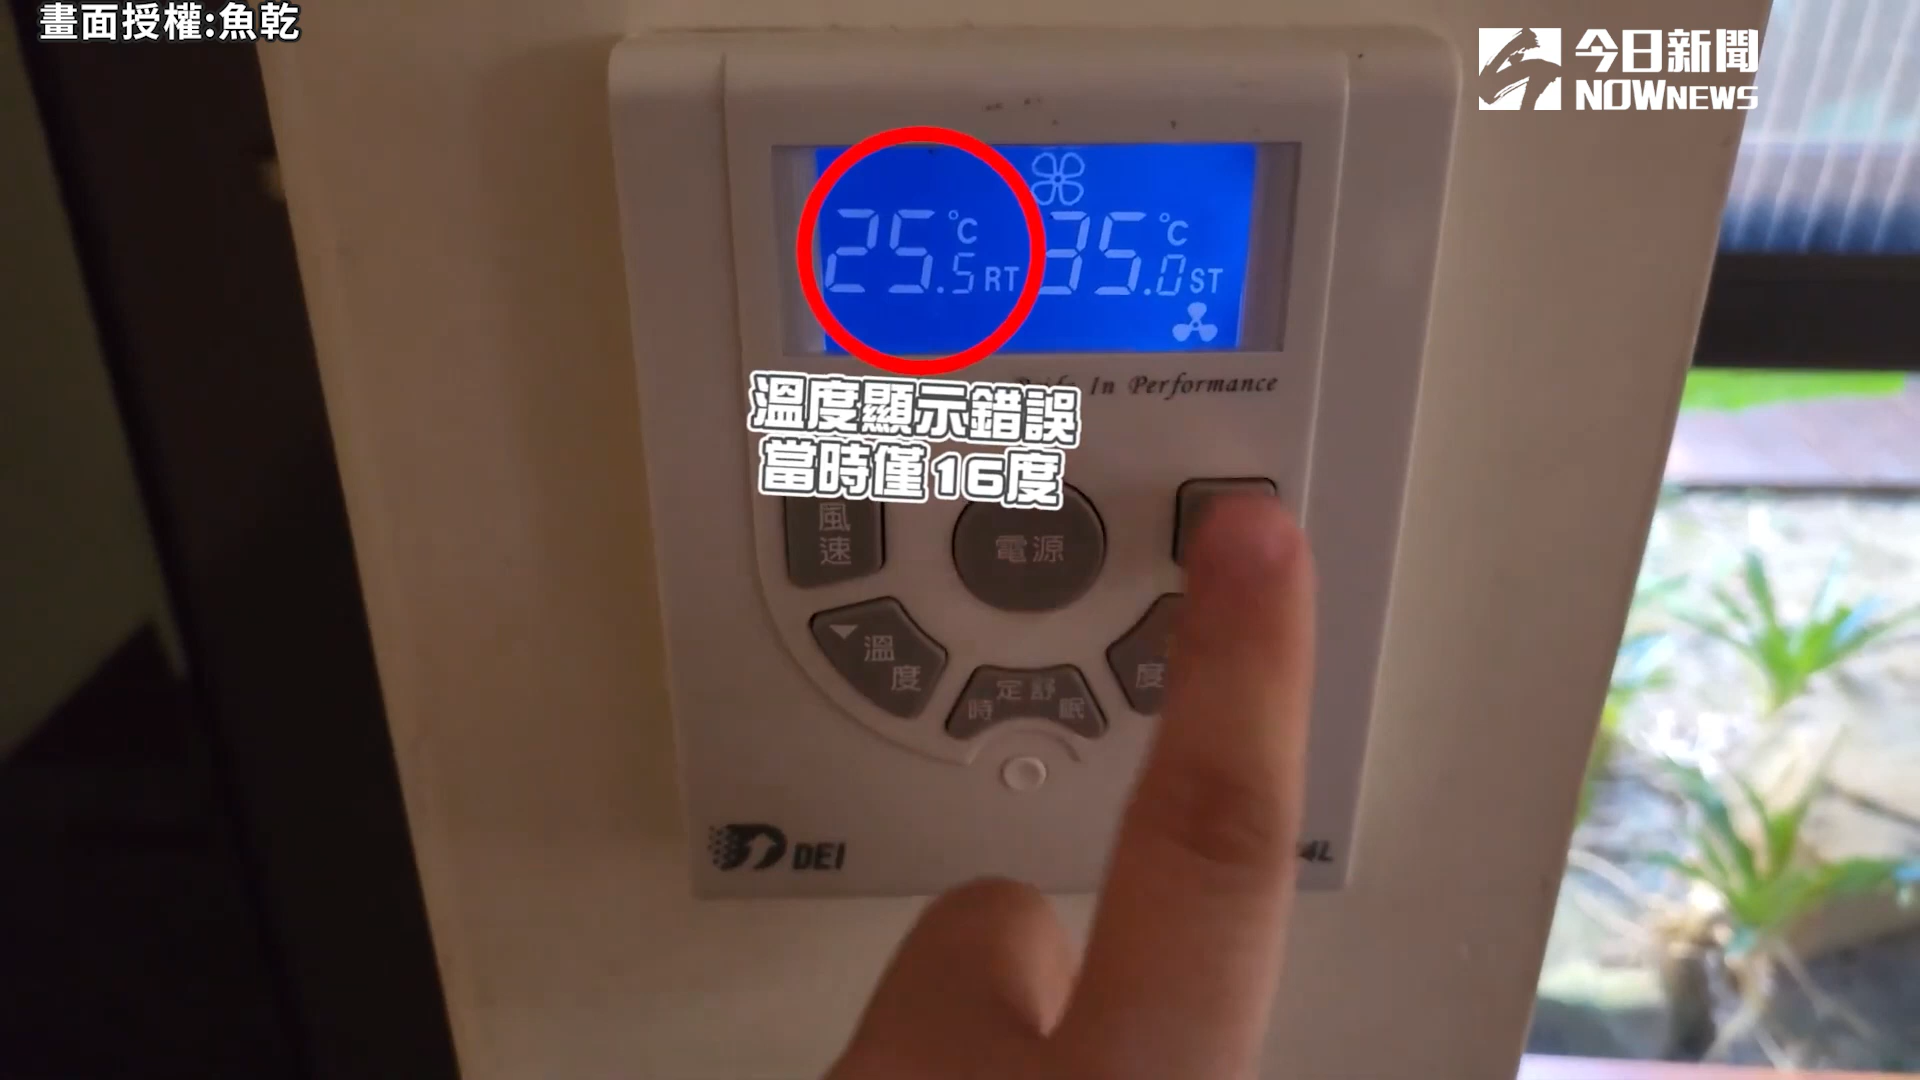 畫面授權:魚乾
今日新聞
NOWNEWS
25.5°C RT 35.0°C ST
In Performance
溫度顯示錯誤
當時僅16度
風速
電源
溫度
定時 舒眠
度
DEI
4L